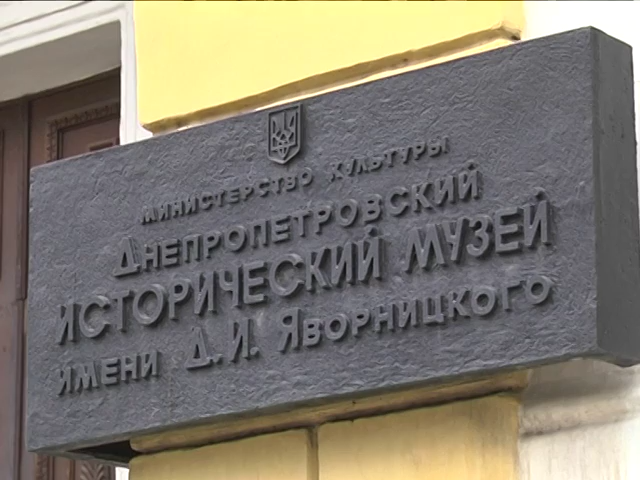 Министерство культуры
Днепропетровский
ИСТОРИЧЕСКИЙ МУЗЕЙ
имени Д. И. Яворницкого